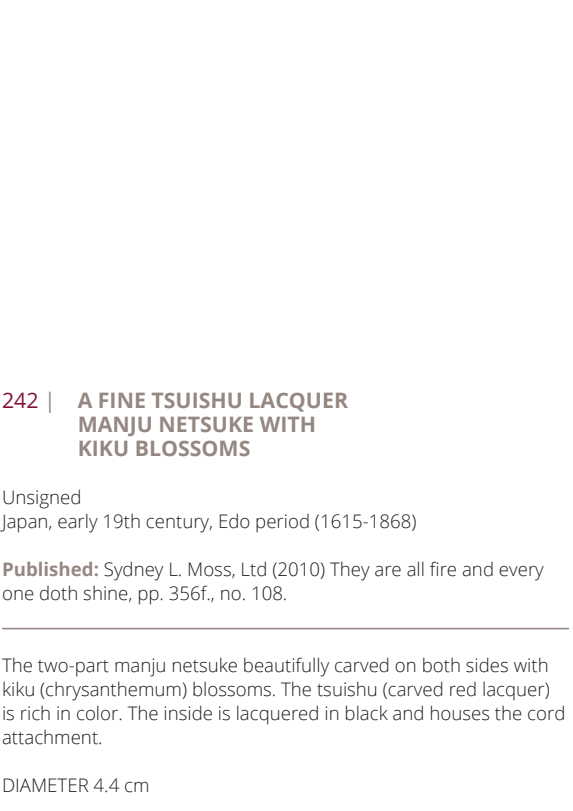 242 | A FINE TSUISHU LACQUER
MANJU NETSUKE WITH
KIKU BLOSSOMS
Unsigned
Japan, early 19th century, Edo period (1615-1868)
Published: Sydney L. Moss, Ltd (2010) They are all fire and every
one doth shine, pp. 356f., no. 108.
The two-part manju netsuke beautifully carved on both sides with
kiku (chrysanthemum) blossoms. The tsuishu (carved red lacquer)
is rich in color. The inside is lacquered in black and houses the cord
attachment.
DIAMETER 4.4 cm